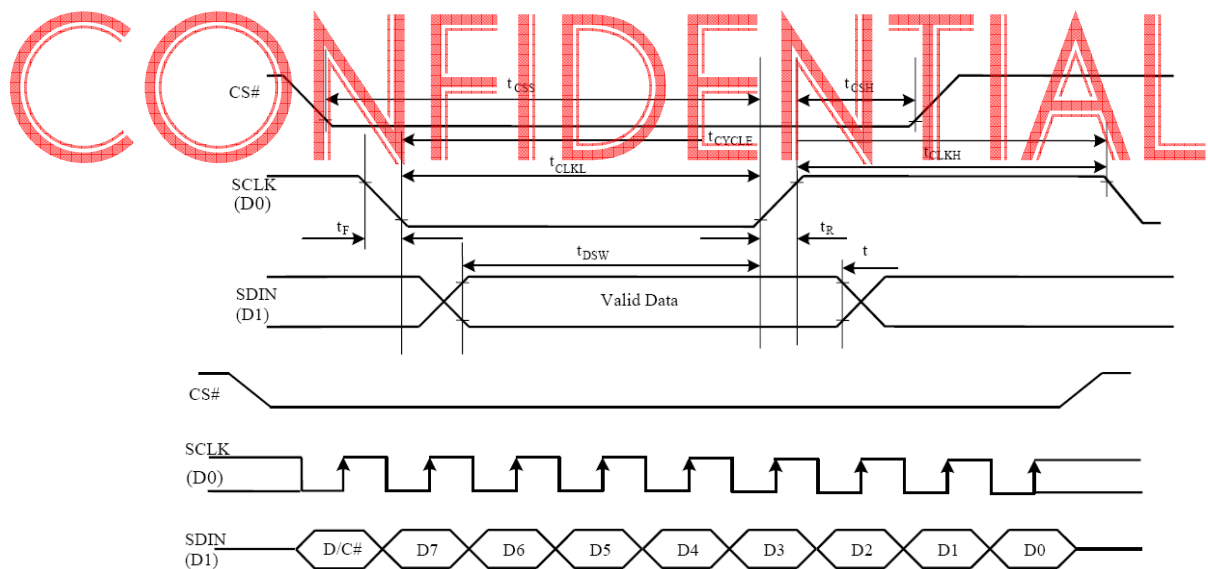 CONFIDENTIAL
CS#
tCSS
tCSH
tCYCLE
tCLKL
tCLKH
SCLK
(D0)
tF
tR
tDSW
t
SDIN
(D1)
Valid Data
CS#
SCLK
(D0)
SDIN
(D1)
D/C# D7 D6 D5 D4 D3 D2 D1 D0